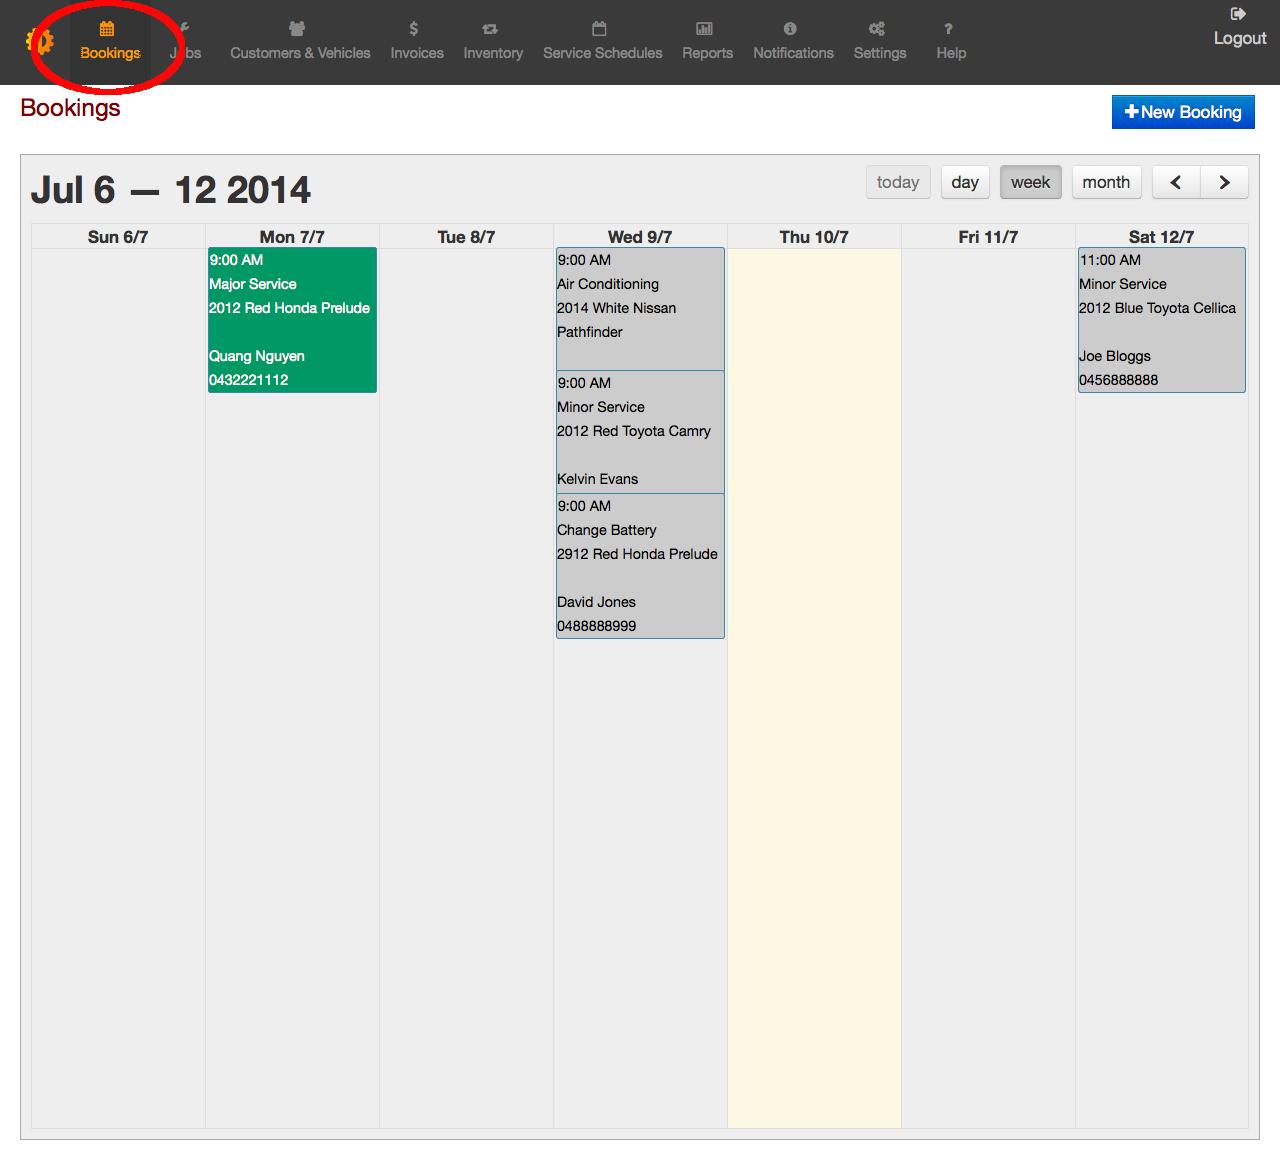 Bookings
Jobs
Customers & Vehicles
Invoices
Inventory
Service Schedules
Reports
Notifications
Settings
Help
Logout
Bookings
New Booking
Jul 6 — 12 2014
today
day
week
month
Sun 6/7
Mon 7/7
Tue 8/7
Wed 9/7
Thu 10/7
Fri 11/7
Sat 12/7
9:00 AM
Major Service
2012 Red Honda Prelude
Quang Nguyen
0432221112
9:00 AM
Air Conditioning
2014 White Nissan
Pathfinder
9:00 AM
Minor Service
2012 Red Toyota Camry
Kelvin Evans
9:00 AM
Change Battery
2912 Red Honda Prelude
David Jones
0488888999
11:00 AM
Minor Service
2012 Blue Toyota Cellica
Joe Bloggs
0456888888